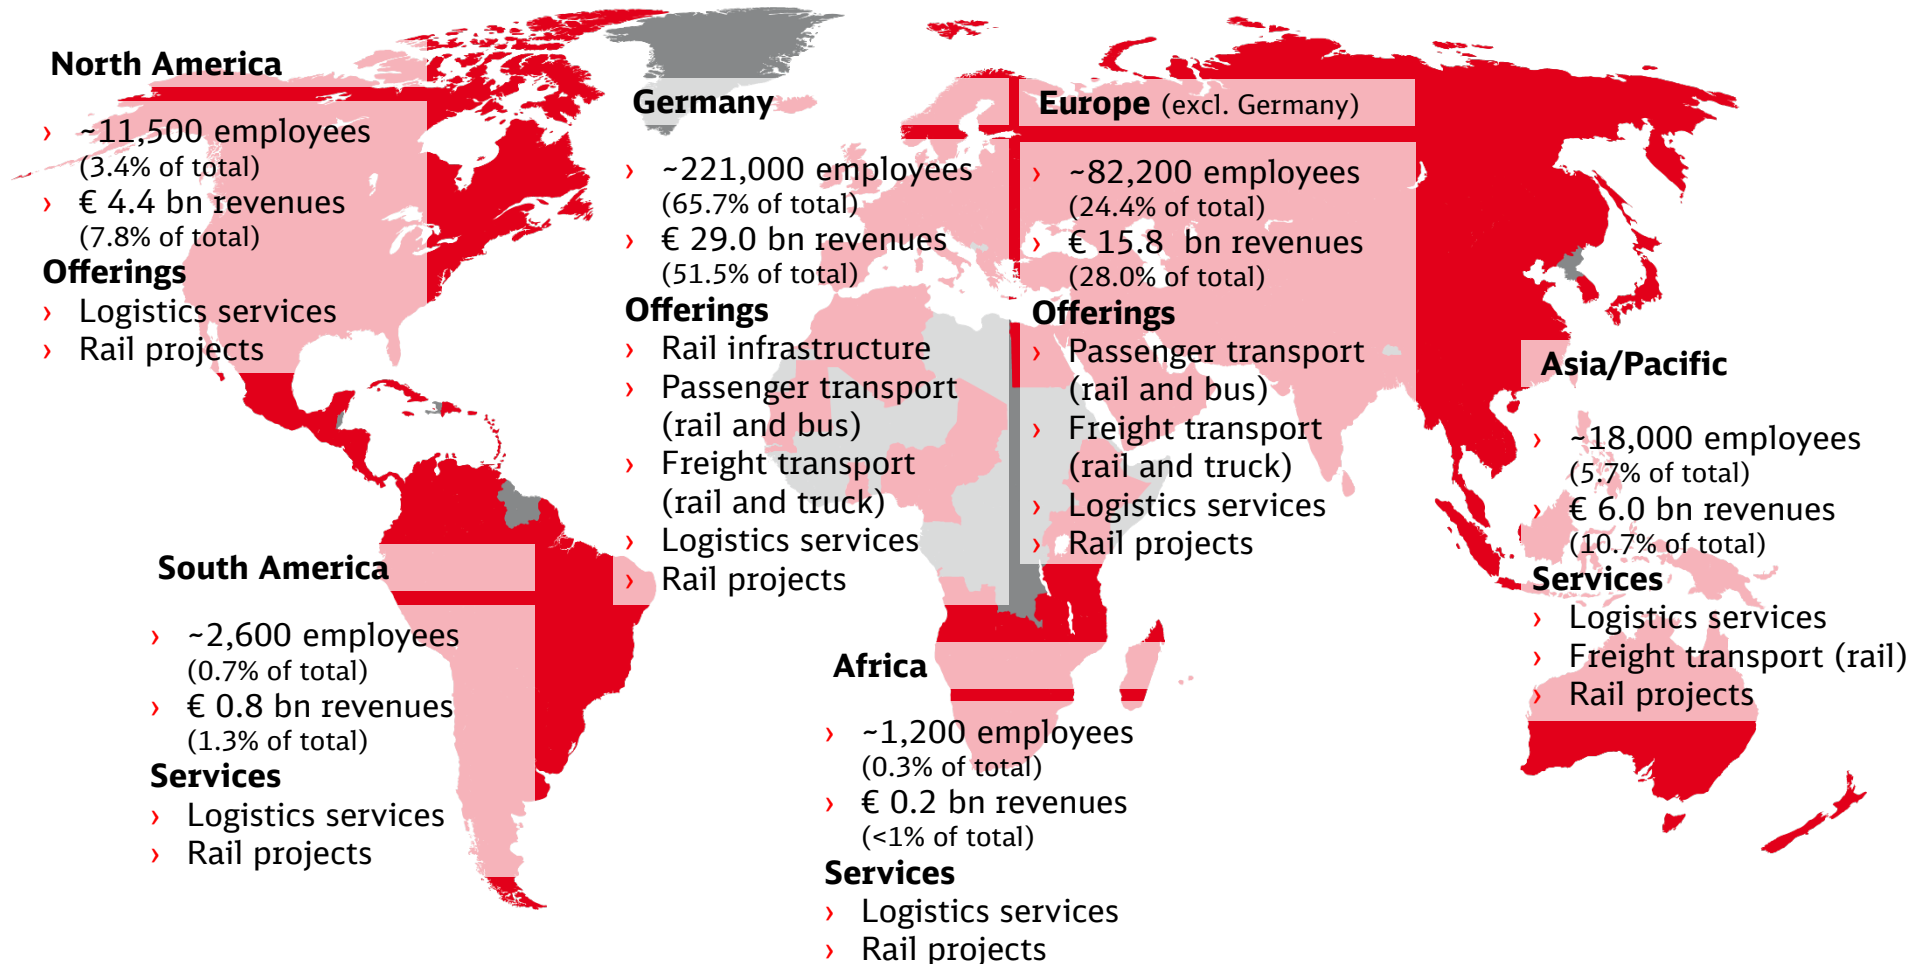 North America
› ~11,500 employees
(3.4% of total)
› € 4.4 bn revenues
(7.8% of total)
Offerings
› Logistics services
› Rail projects
Germany
› ~221,000 employees
(65.7% of total)
› € 29.0 bn revenues
(51.5% of total)
Offerings
› Rail infrastructure
› Passenger transport
(rail and bus)
› Freight transport
(rail and truck)
› Logistics services
› Rail projects
Europe (excl. Germany)
› ~82,200 employees
(24.4% of total)
› € 15.8 bn revenues
(28.0% of total)
Offerings
› Passenger transport
(rail and bus)
› Freight transport
(rail and truck)
› Logistics services
› Rail projects
Asia/Pacific
› ~18,000 employees
(5.7% of total)
› € 6.0 bn revenues
(10.7% of total)
Services
› Logistics services
› Freight transport (rail)
› Rail projects
South America
› ~2,600 employees
(0.7% of total)
› € 0.8 bn revenues
(1.3% of total)
Services
› Logistics services
› Rail projects
Africa
› ~1,200 employees
(0.3% of total)
› € 0.2 bn revenues
(<1% of total)
Services
› Logistics services
› Rail projects